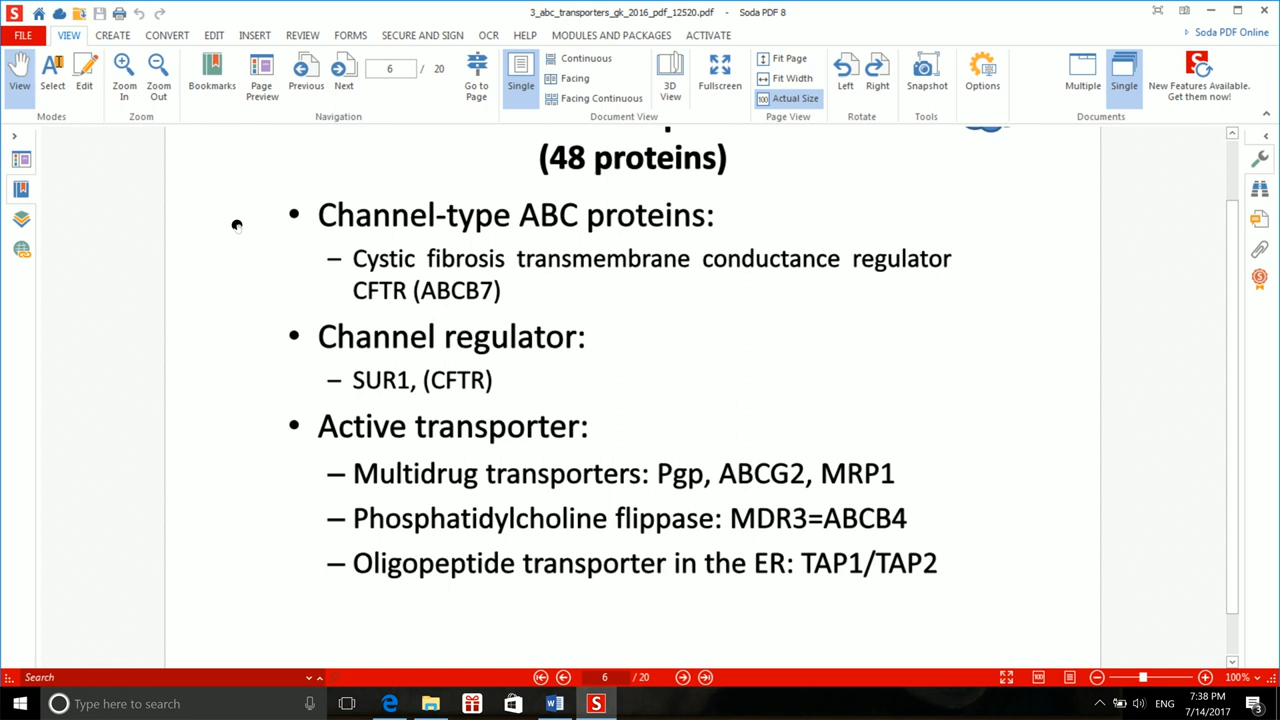 3_abc_transporters_gk_2016_pdf_12520.pdf - Soda PDF 8
FILE VIEW CREATE CONVERT EDIT INSERT REVIEW FORMS SECURE AND SIGN OCR HELP MODULES AND PACKAGES ACTIVATE Soda PDF Online
View Select Edit Zoom In Zoom Out Bookmarks Page Preview Previous Next 6 / 20 Go to Page Single Continuous Facing Facing Continuous 3D View Fullscreen Fit Page Fit Width 100 Actual Size Left Right Snapshot Options Multiple Single New Features Available. Get them now!
Modes Zoom Navigation Document View Page View Rotate Tools Documents
(48 proteins)
• Channel-type ABC proteins:
– Cystic fibrosis transmembrane conductance regulator
CFTR (ABCB7)
• Channel regulator:
– SUR1, (CFTR)
• Active transporter:
– Multidrug transporters: Pgp, ABCG2, MRP1
– Phosphatidylcholine flippase: MDR3=ABCB4
– Oligopeptide transporter in the ER: TAP1/TAP2
Search 6 / 20 100%
Type here to search ENG 7:38 PM
7/14/2017 3